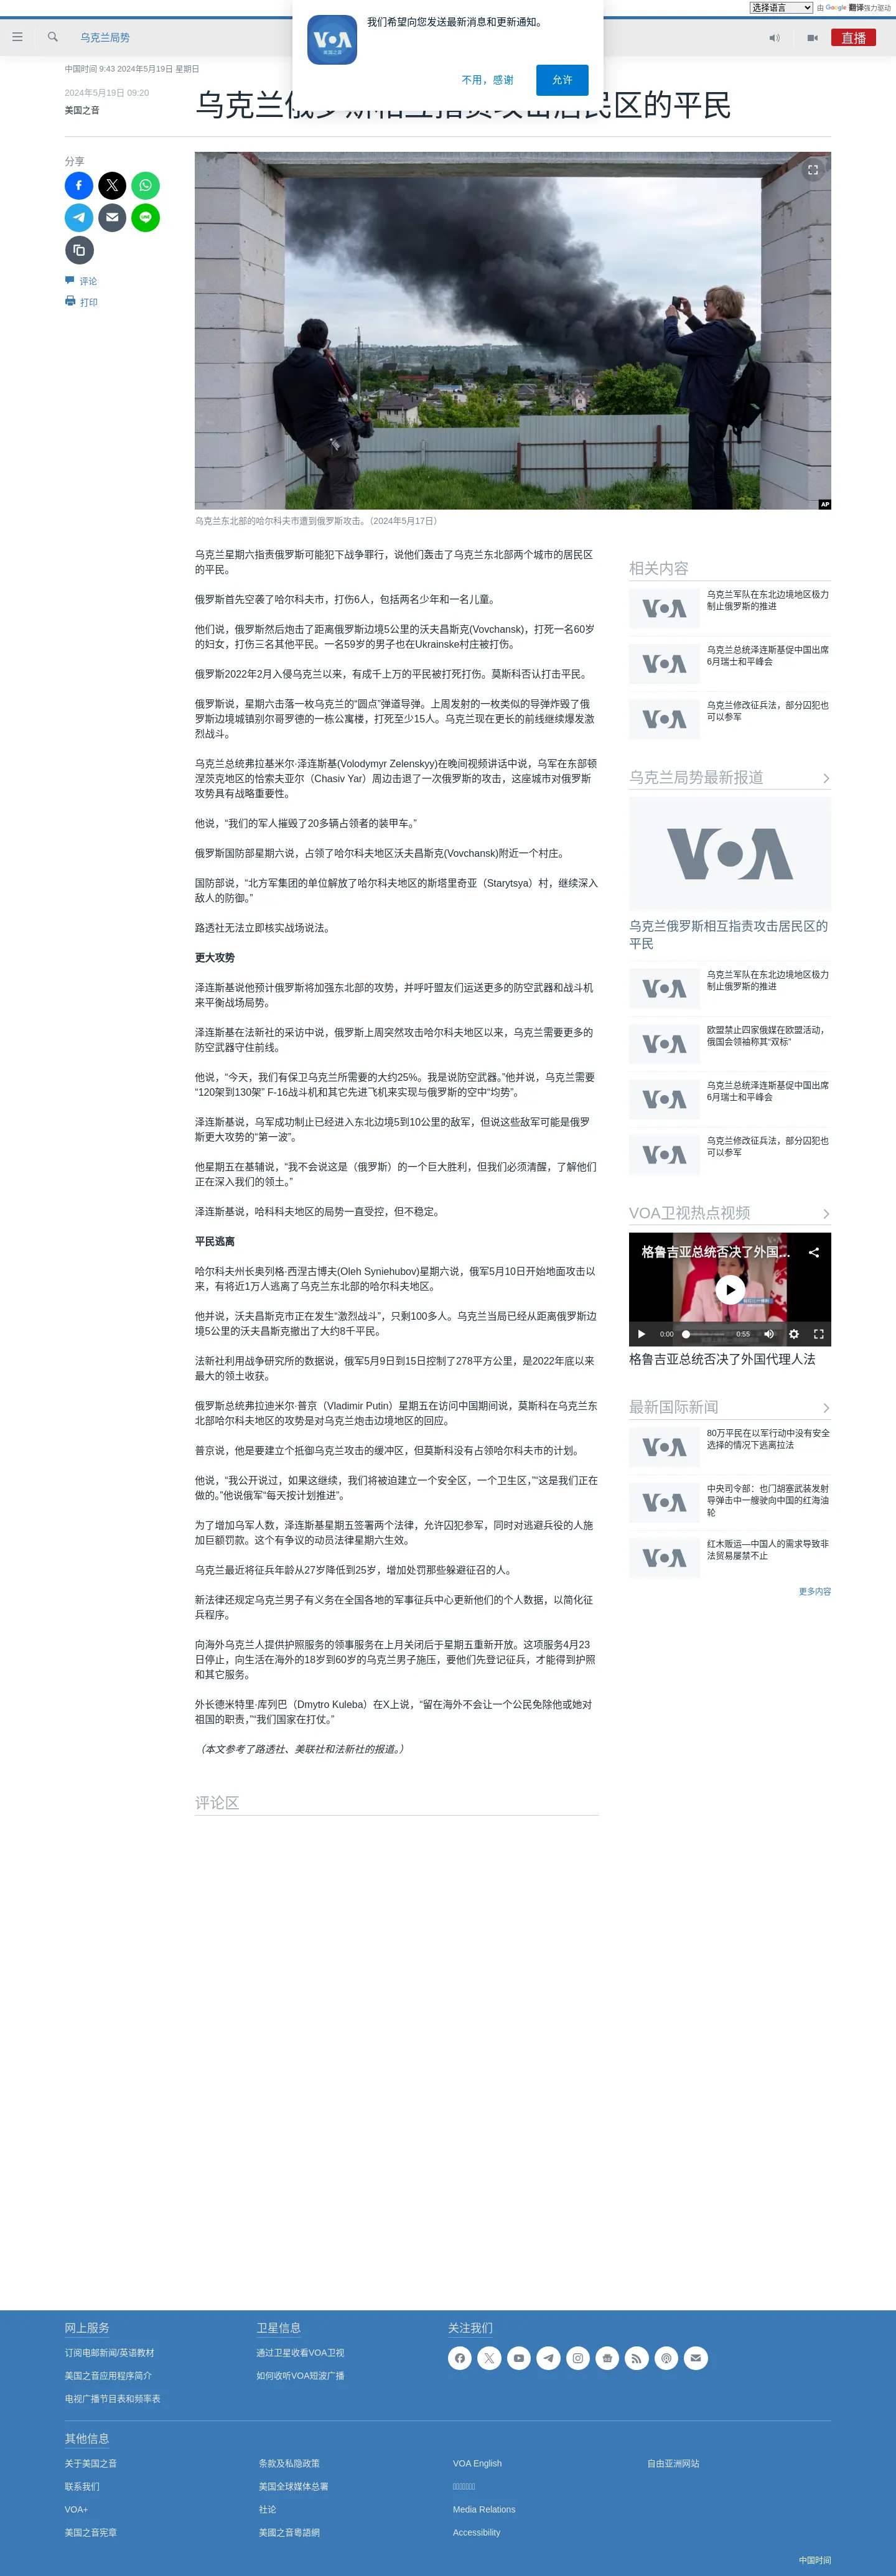 选择语言 由 Google 翻译强力驱动
我们希望向您发送最新消息和更新通知。
VOA
美国之音
不用，感谢
允许
乌克兰局势
直播
中国时间 9:43 2024年5月19日 星期日
2024年5月19日 09:20
美国之音
乌克兰俄罗斯相互指责攻击居民区的平民
分享
评论
打印
AP
乌克兰东北部的哈尔科夫市遭到俄罗斯攻击。（2024年5月17日）
乌克兰星期六指责俄罗斯可能犯下战争罪行，说他们轰击了乌克兰东北部两个城市的居民区
的平民。
俄罗斯首先空袭了哈尔科夫市，打伤6人，包括两名少年和一名儿童。
他们说，俄罗斯然后炮击了距离俄罗斯边境5公里的沃夫昌斯克(Vovchansk)，打死一名60岁
的妇女，打伤三名其他平民。一名59岁的男子也在Ukrainske村庄被打伤。
俄罗斯2022年2月入侵乌克兰以来，有成千上万的平民被打死打伤。莫斯科否认打击平民。
俄罗斯说，星期六击落一枚乌克兰的“圆点”弹道导弹。上周发射的一枚类似的导弹炸毁了俄
罗斯边境城镇别尔哥罗德的一栋公寓楼，打死至少15人。乌克兰现在更长的前线继续爆发激
烈战斗。
乌克兰总统弗拉基米尔·泽连斯基(Volodymyr Zelenskyy)在晚间视频讲话中说，乌军在东部顿
涅茨克地区的恰索夫亚尔（Chasiv Yar）周边击退了一次俄罗斯的攻击，这座城市对俄罗斯
攻势具有战略重要性。
他说，“我们的军人摧毁了20多辆占领者的装甲车。”
俄罗斯国防部星期六说，占领了哈尔科夫地区沃夫昌斯克(Vovchansk)附近一个村庄。
国防部说，“北方军集团的单位解放了哈尔科夫地区的斯塔里奇亚（Starytsya）村，继续深入
敌人的防御。”
路透社无法立即核实战场说法。
更大攻势
泽连斯基说他预计俄罗斯将加强东北部的攻势，并呼吁盟友们运送更多的防空武器和战斗机
来平衡战场局势。
泽连斯基在法新社的采访中说，俄罗斯上周突然攻击哈尔科夫地区以来，乌克兰需要更多的
防空武器守住前线。
他说，“今天，我们有保卫乌克兰所需要的大约25%。我是说防空武器。”他并说，乌克兰需要
“120架到130架” F-16战斗机和其它先进飞机来实现与俄罗斯的空中“均势”。
泽连斯基说，乌军成功制止已经进入东北边境5到10公里的敌军，但说这些敌军可能是俄罗
斯更大攻势的“第一波”。
他星期五在基辅说，“我不会说这是（俄罗斯）的一个巨大胜利，但我们必须清醒，了解他们
正在深入我们的领土。”
泽连斯基说，哈科科夫地区的局势一直受控，但不稳定。
平民逃离
哈尔科夫州长奥列格·西涅古博夫(Oleh Syniehubov)星期六说，俄军5月10日开始地面攻击以
来，有将近1万人逃离了乌克兰东北部的哈尔科夫地区。
他并说，沃夫昌斯克市正在发生“激烈战斗”，只剩100多人。乌克兰当局已经从距离俄罗斯边
境5公里的沃夫昌斯克撤出了大约8千平民。
法新社利用战争研究所的数据说，俄军5月9日到15日控制了278平方公里，是2022年底以来
最大的领土收获。
俄罗斯总统弗拉迪米尔·普京（Vladimir Putin）星期五在访问中国期间说，莫斯科在乌克兰东
北部哈尔科夫地区的攻势是对乌克兰炮击边境地区的回应。
普京说，他是要建立个抵御乌克兰攻击的缓冲区，但莫斯科没有占领哈尔科夫市的计划。
他说，“我公开说过，如果这继续，我们将被迫建立一个安全区，一个卫生区，”“这是我们正在
做的。”他说俄军“每天按计划推进”。
为了增加乌军人数，泽连斯基星期五签署两个法律，允许囚犯参军，同时对逃避兵役的人施
加巨额罚款。这个有争议的动员法律星期六生效。
乌克兰最近将征兵年龄从27岁降低到25岁，增加处罚那些躲避征召的人。
新法律还规定乌克兰男子有义务在全国各地的军事征兵中心更新他们的个人数据，以简化征
兵程序。
向海外乌克兰人提供护照服务的领事服务在上月关闭后于星期五重新开放。这项服务4月23
日停止，向生活在海外的18岁到60岁的乌克兰男子施压，要他们先登记征兵，才能得到护照
和其它服务。
外长德米特里·库列巴（Dmytro Kuleba）在X上说，“留在海外不会让一个公民免除他或她对
祖国的职责，”“我们国家在打仗。”
（本文参考了路透社、美联社和法新社的报道。）
评论区
相关内容
VOA
乌克兰军队在东北边境地区极力
制止俄罗斯的推进
VOA
乌克兰总统泽连斯基促中国出席
6月瑞士和平峰会
VOA
乌克兰修改征兵法，部分囚犯也
可以参军
乌克兰局势最新报道
VOA
乌克兰俄罗斯相互指责攻击居民区的
平民
VOA
乌克兰军队在东北边境地区极力
制止俄罗斯的推进
VOA
欧盟禁止四家俄媒在欧盟活动，
俄国会领袖称其“双标”
VOA
乌克兰总统泽连斯基促中国出席
6月瑞士和平峰会
VOA
乌克兰修改征兵法，部分囚犯也
可以参军
VOA卫视热点视频
格鲁吉亚总统否决了外国...
0:00
0:55
格鲁吉亚总统否决了外国代理人法
最新国际新闻
VOA
80万平民在以军行动中没有安全
选择的情况下逃离拉法
VOA
中央司令部：也门胡塞武装发射
导弹击中一艘驶向中国的红海油
轮
VOA
红木贩运—中国人的需求导致非
法贸易屡禁不止
更多内容
网上服务
订阅电邮新闻/英语教材
美国之音应用程序简介
电视广播节目表和频率表
卫星信息
通过卫星收看VOA卫视
如何收听VOA短波广播
关注我们
其他信息
关于美国之音
联系我们
VOA+
美国之音宪章
条款及私隐政策
美国全球媒体总署
社论
美國之音粵語網
VOA English
Media Relations
Accessibility
自由亚洲网站
中国时间